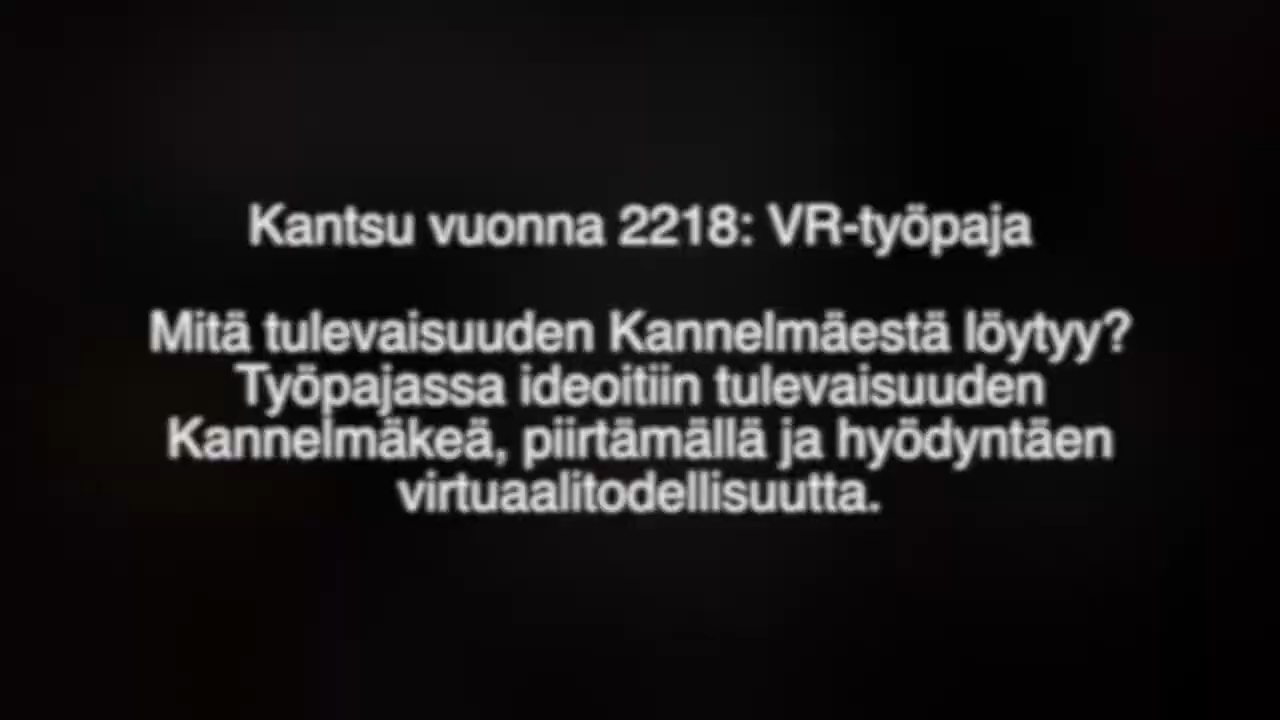 Kantsu vuonna 2218: VR-työpaja
Mitä tulevaisuuden Kannelmäestä löytyy?
Työpajassa ideoitiin tulevaisuuden
Kannelmäkeä, piirtämällä ja hyödyntäen
virtuaalitodellisuutta.